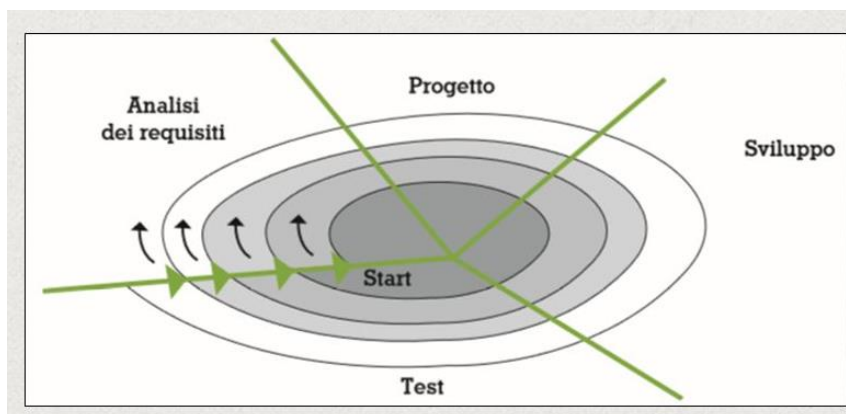 Progetto
Analisi
dei requisiti
Sviluppo
Start
Test